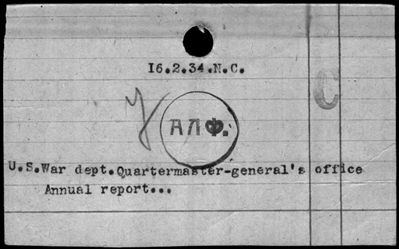 16.2.34.N.C.
C
АЛФ.
U.S.War dept.Quartermaster-general's office
Annual report...